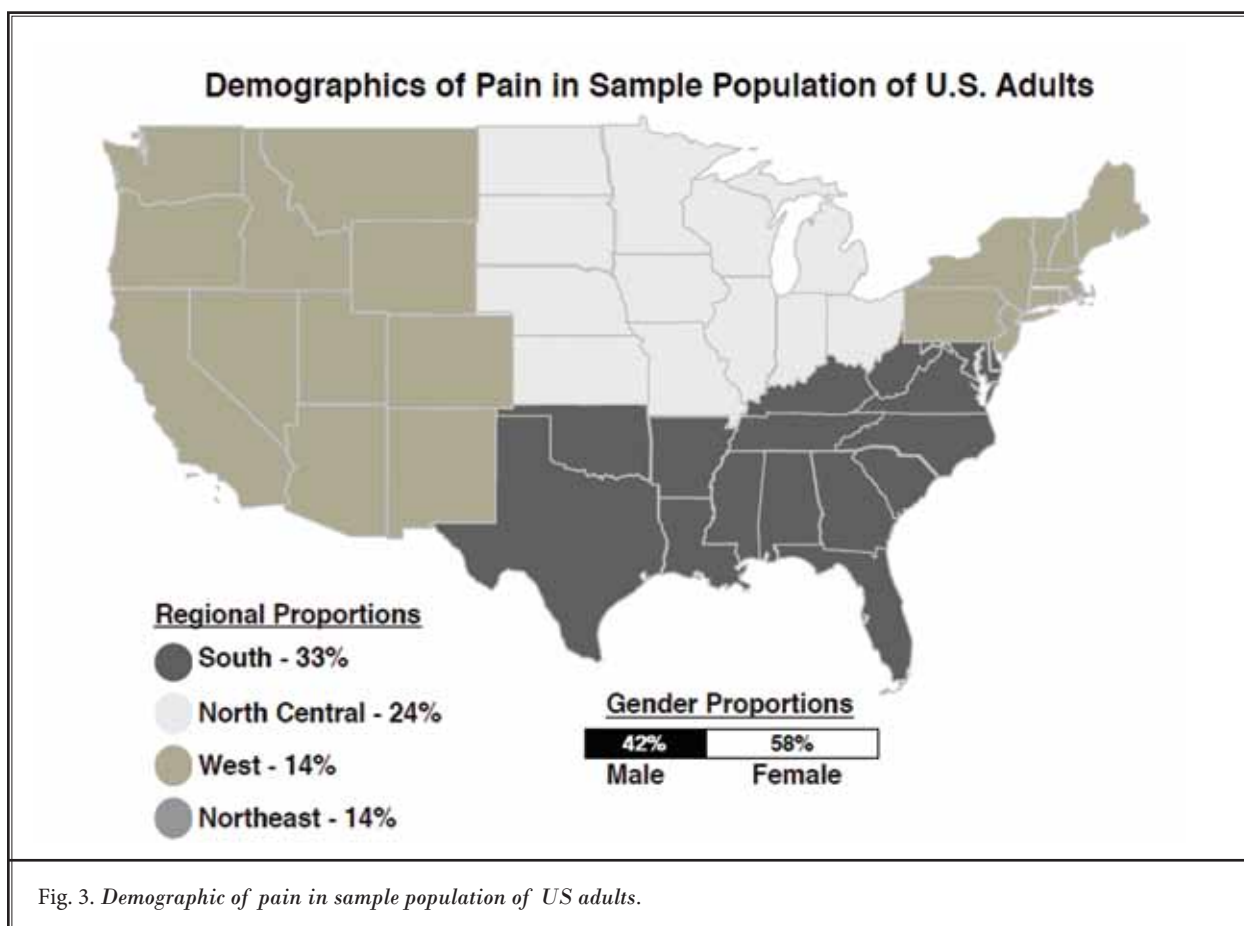 Demographics of Pain in Sample Population of U.S. Adults
Regional Proportions
South - 33%
North Central - 24%
West - 14%
Northeast - 14%
Gender Proportions
42% 58%
Male Female
Fig. 3. Demographic of pain in sample population of US adults.